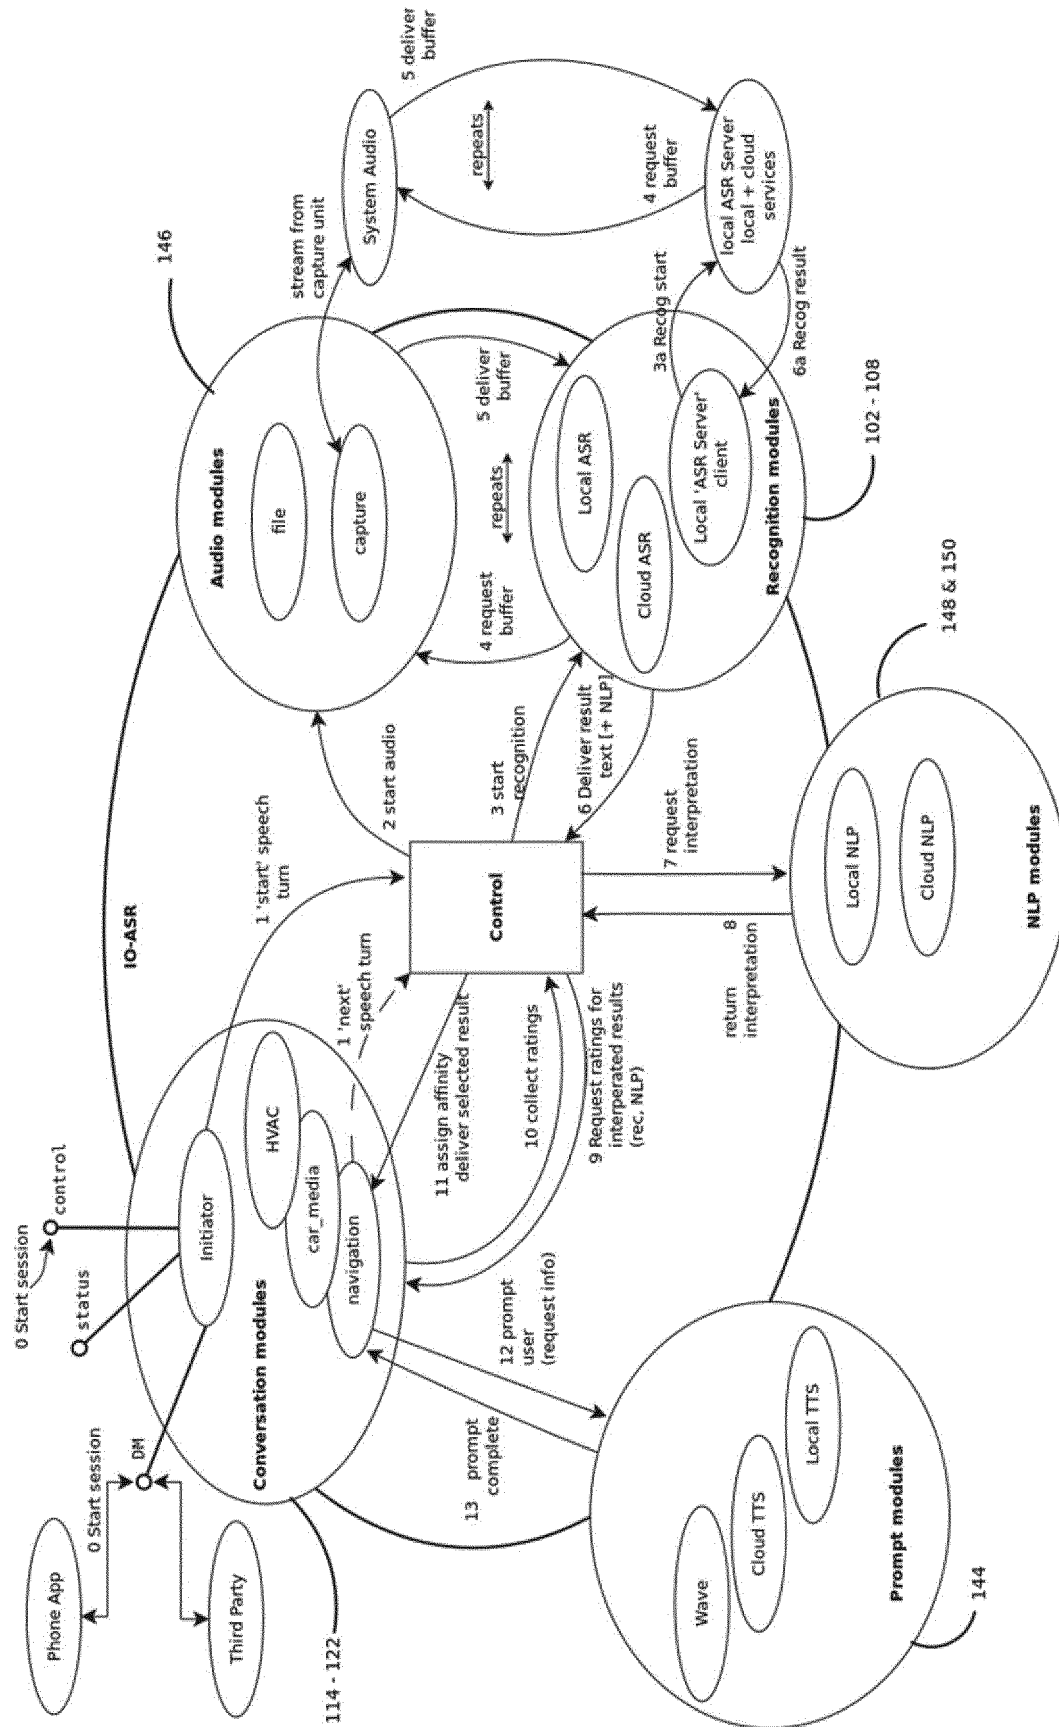 Phone App
0 Start session
DM
Third Party
114 - 122
0 Start session
control
status
Initiator
HVAC
car_media
navigation
Conversation modules
IO-ASR
1 'start' speech
turn
1 'next'
speech turn
11 assign affinity
deliver selected result
10 collect ratings
9 Request ratings for
interperated results
(rec, NLP)
12 prompt
user
(request info)
13 prompt
complete
Control
2 start audio
3 start
recognition
6 Deliver result
text [+ NLP]
7 request
interpretation
8
return
interpretation
146
Audio modules
file
capture
stream from
capture unit
System Audio
5 deliver
buffer
repeats
4 request
buffer
5 deliver
buffer
repeats
4 request
buffer
local ASR Server
local + cloud
services
3a Recog start
6a Recog result
Local ASR
Cloud ASR
Local 'ASR Server'
client
Recognition modules
102 - 108
148 & 150
Local NLP
Cloud NLP
NLP modules
Wave
Cloud TTS
Local TTS
Prompt modules
144